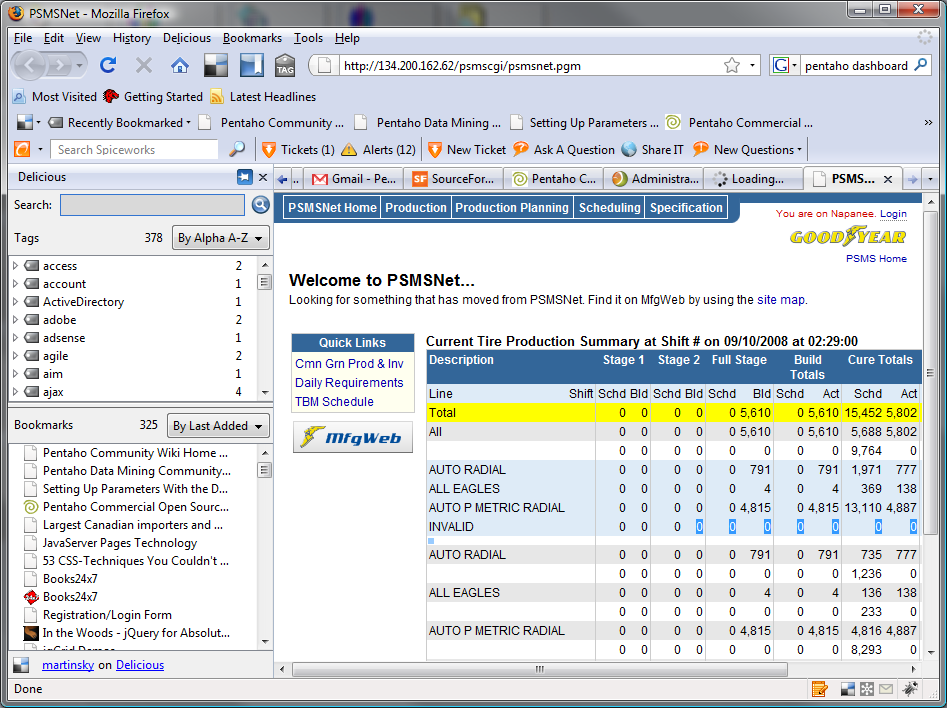 PSMSNet - Mozilla Firefox
File Edit View History Delicious Bookmarks Tools Help
TAG http://134.200.162.62/psmscgi/psmsnet.pgm G pentaho dashboard
Most Visited Getting Started Latest Headlines
Recently Bookmarked Pentaho Community ... Pentaho Data Mining ... Setting Up Parameters ... Pentaho Commercial ... »
Search Spiceworks Tickets (1) Alerts (12) New Ticket Ask A Question Share IT New Questions
Delicious
Gmail - Pe... SF SourceFor... Pentaho C... Administra... Loading... PSMS...
Search:
Tags 378 By Alpha A-Z
access 2
account 1
ActiveDirectory 1
adobe 2
adsense 1
agile 2
aim 1
ajax 4
Bookmarks 325 By Last Added
Pentaho Community Wiki Home ...
Pentaho Data Mining Community...
Setting Up Parameters With the D...
Pentaho Commercial Open Sourc...
Largest Canadian importers and ...
JavaServer Pages Technology
53 CSS-Techniques You Couldn't ...
Books24x7
Books24x7
Registration/Login Form
In the Woods - jQuery for Absolut...
jqGrid Demos
martinsky on Delicious
PSMSNet Home Production Production Planning Scheduling Specification
You are on Napanee. Login
GOODYEAR
PSMS Home
Welcome to PSMSNet...
Looking for something that has moved from PSMSNet. Find it on MfgWeb by using the site map.
Quick Links
Cmn Grn Prod & Inv
Daily Requirements
TBM Schedule
MfgWeb
Current Tire Production Summary at Shift # on 09/10/2008 at 02:29:00
Description Stage 1 Stage 2 Full Stage Build Totals Cure Totals
Line Shift Schd Bld Schd Bld Schd Bld Schd Act Schd Act
Total 0 0 0 0 0 5,610 0 5,610 15,452 5,802
All 0 0 0 0 0 5,610 0 5,610 5,688 5,802
0 0 0 0 0 0 0 0 9,764 0
AUTO RADIAL 0 0 0 0 0 791 0 791 1,971 777
ALL EAGLES 0 0 0 0 0 4 0 4 369 138
AUTO P METRIC RADIAL 0 0 0 0 0 4,815 0 4,815 13,110 4,887
INVALID 0 0 0 0 0 0 0 0 0 0
AUTO RADIAL 0 0 0 0 0 791 0 791 735 777
0 0 0 0 0 0 0 0 1,236 0
ALL EAGLES 0 0 0 0 0 4 0 4 136 138
0 0 0 0 0 0 0 0 233 0
AUTO P METRIC RADIAL 0 0 0 0 0 4,815 0 4,815 4,816 4,887
0 0 0 0 0 0 0 0 8,293 0
Done